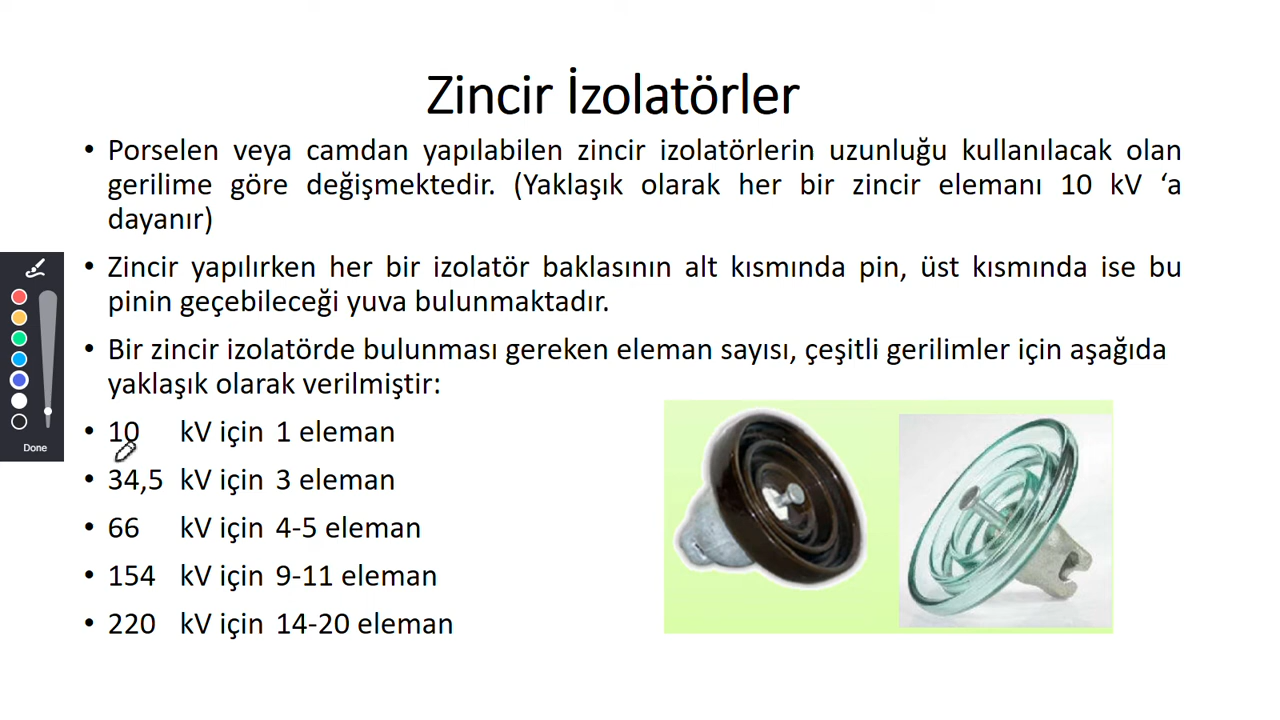 Zincir İzolatörler
• Porselen veya camdan yapılabilen zincir izolatörlerin uzunluğu kullanılacak olan
gerilime göre değişmektedir. (Yaklaşık olarak her bir zincir elemanı 10 kV ‘a
dayanır)
• Zincir yapılırken her bir izolatör baklasının alt kısmında pin, üst kısmında ise bu
pinin geçebileceği yuva bulunmaktadır.
• Bir zincir izolatörde bulunması gereken eleman sayısı, çeşitli gerilimler için aşağıda
yaklaşık olarak verilmiştir:
• 10 kV için 1 eleman
• 34,5 kV için 3 eleman
• 66 kV için 4-5 eleman
• 154 kV için 9-11 eleman
• 220 kV için 14-20 eleman
Done